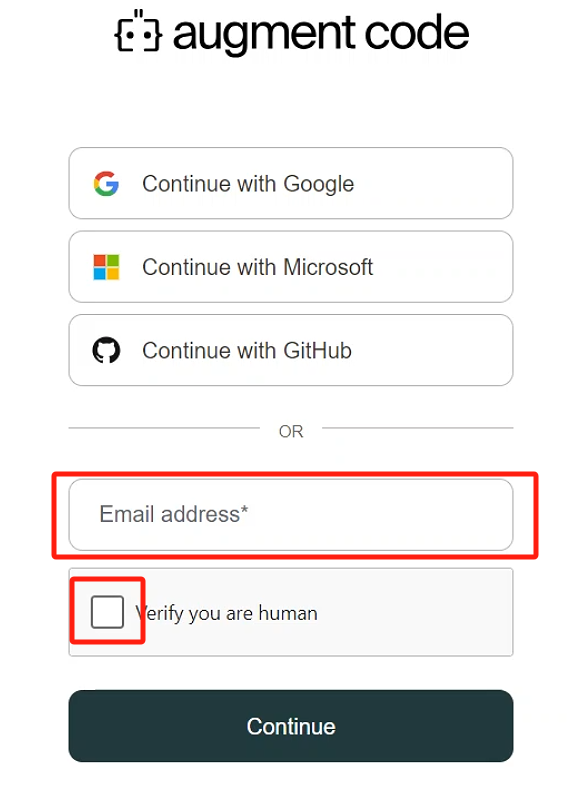 augment code
Continue with Google
Continue with Microsoft
Continue with GitHub
OR
Email address*
Verify you are human
Continue